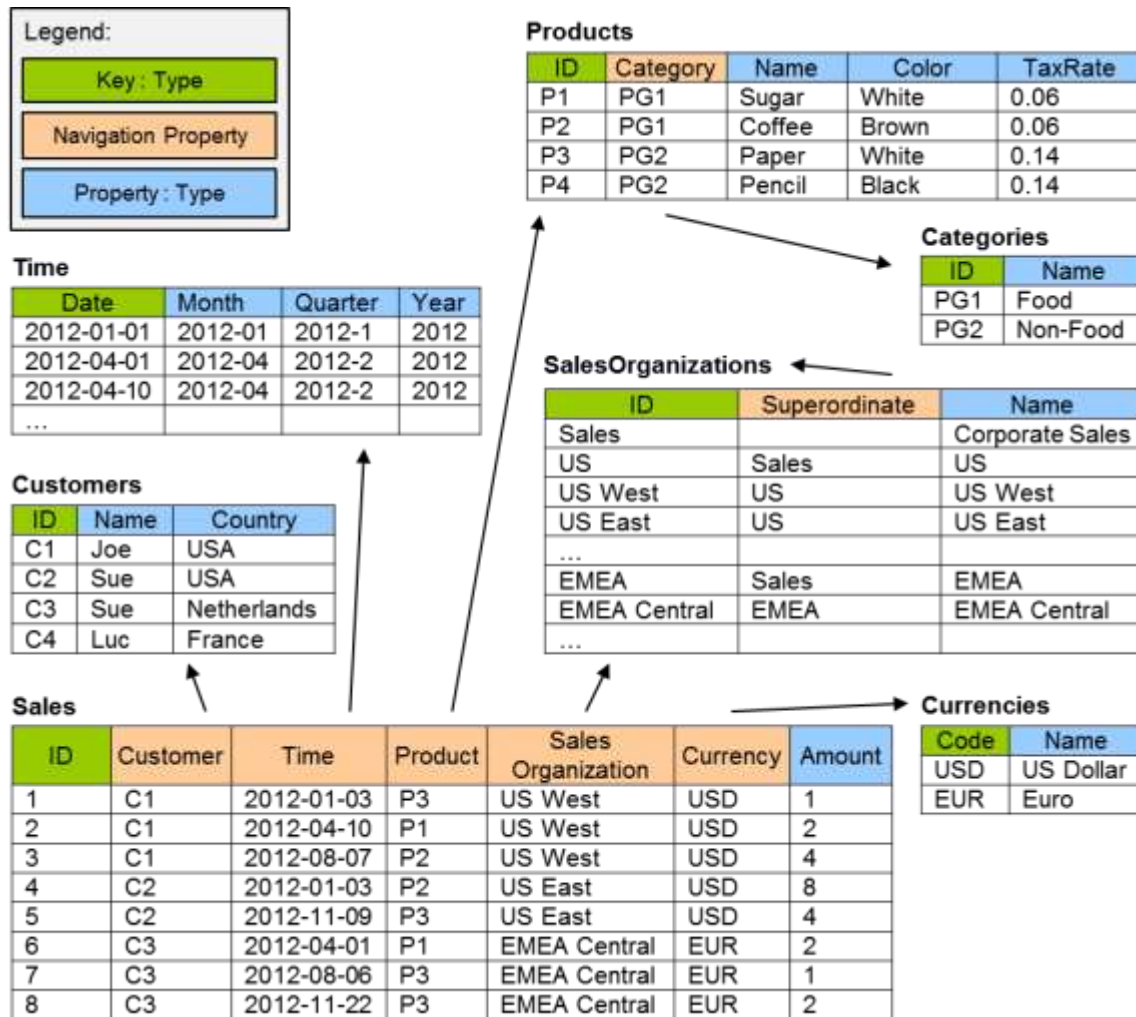 Legend:
Key : Type
Navigation Property
Property : Type
Products
ID Category Name Color TaxRate
P1 PG1 Sugar White 0.06
P2 PG1 Coffee Brown 0.06
P3 PG2 Paper White 0.14
P4 PG2 Pencil Black 0.14
Categories
ID Name
PG1 Food
PG2 Non-Food
Time
Date Month Quarter Year
2012-01-01 2012-01 2012-1 2012
2012-04-01 2012-04 2012-2 2012
2012-04-10 2012-04 2012-2 2012
...
SalesOrganizations
ID Superordinate Name
Sales Corporate Sales
US Sales US
US West US US West
US East US US East
...
EMEA Sales EMEA
EMEA Central EMEA EMEA Central
...
Customers
ID Name Country
C1 Joe USA
C2 Sue USA
C3 Sue Netherlands
C4 Luc France
Sales
ID Customer Time Product Sales Organization Currency Amount
1 C1 2012-01-03 P3 US West USD 1
2 C1 2012-04-10 P1 US West USD 2
3 C1 2012-08-07 P2 US West USD 4
4 C2 2012-01-03 P2 US East USD 8
5 C2 2012-11-09 P3 US East USD 4
6 C3 2012-04-01 P1 EMEA Central EUR 2
7 C3 2012-08-06 P3 EMEA Central EUR 1
8 C3 2012-11-22 P3 EMEA Central EUR 2
Currencies
Code Name
USD US Dollar
EUR Euro